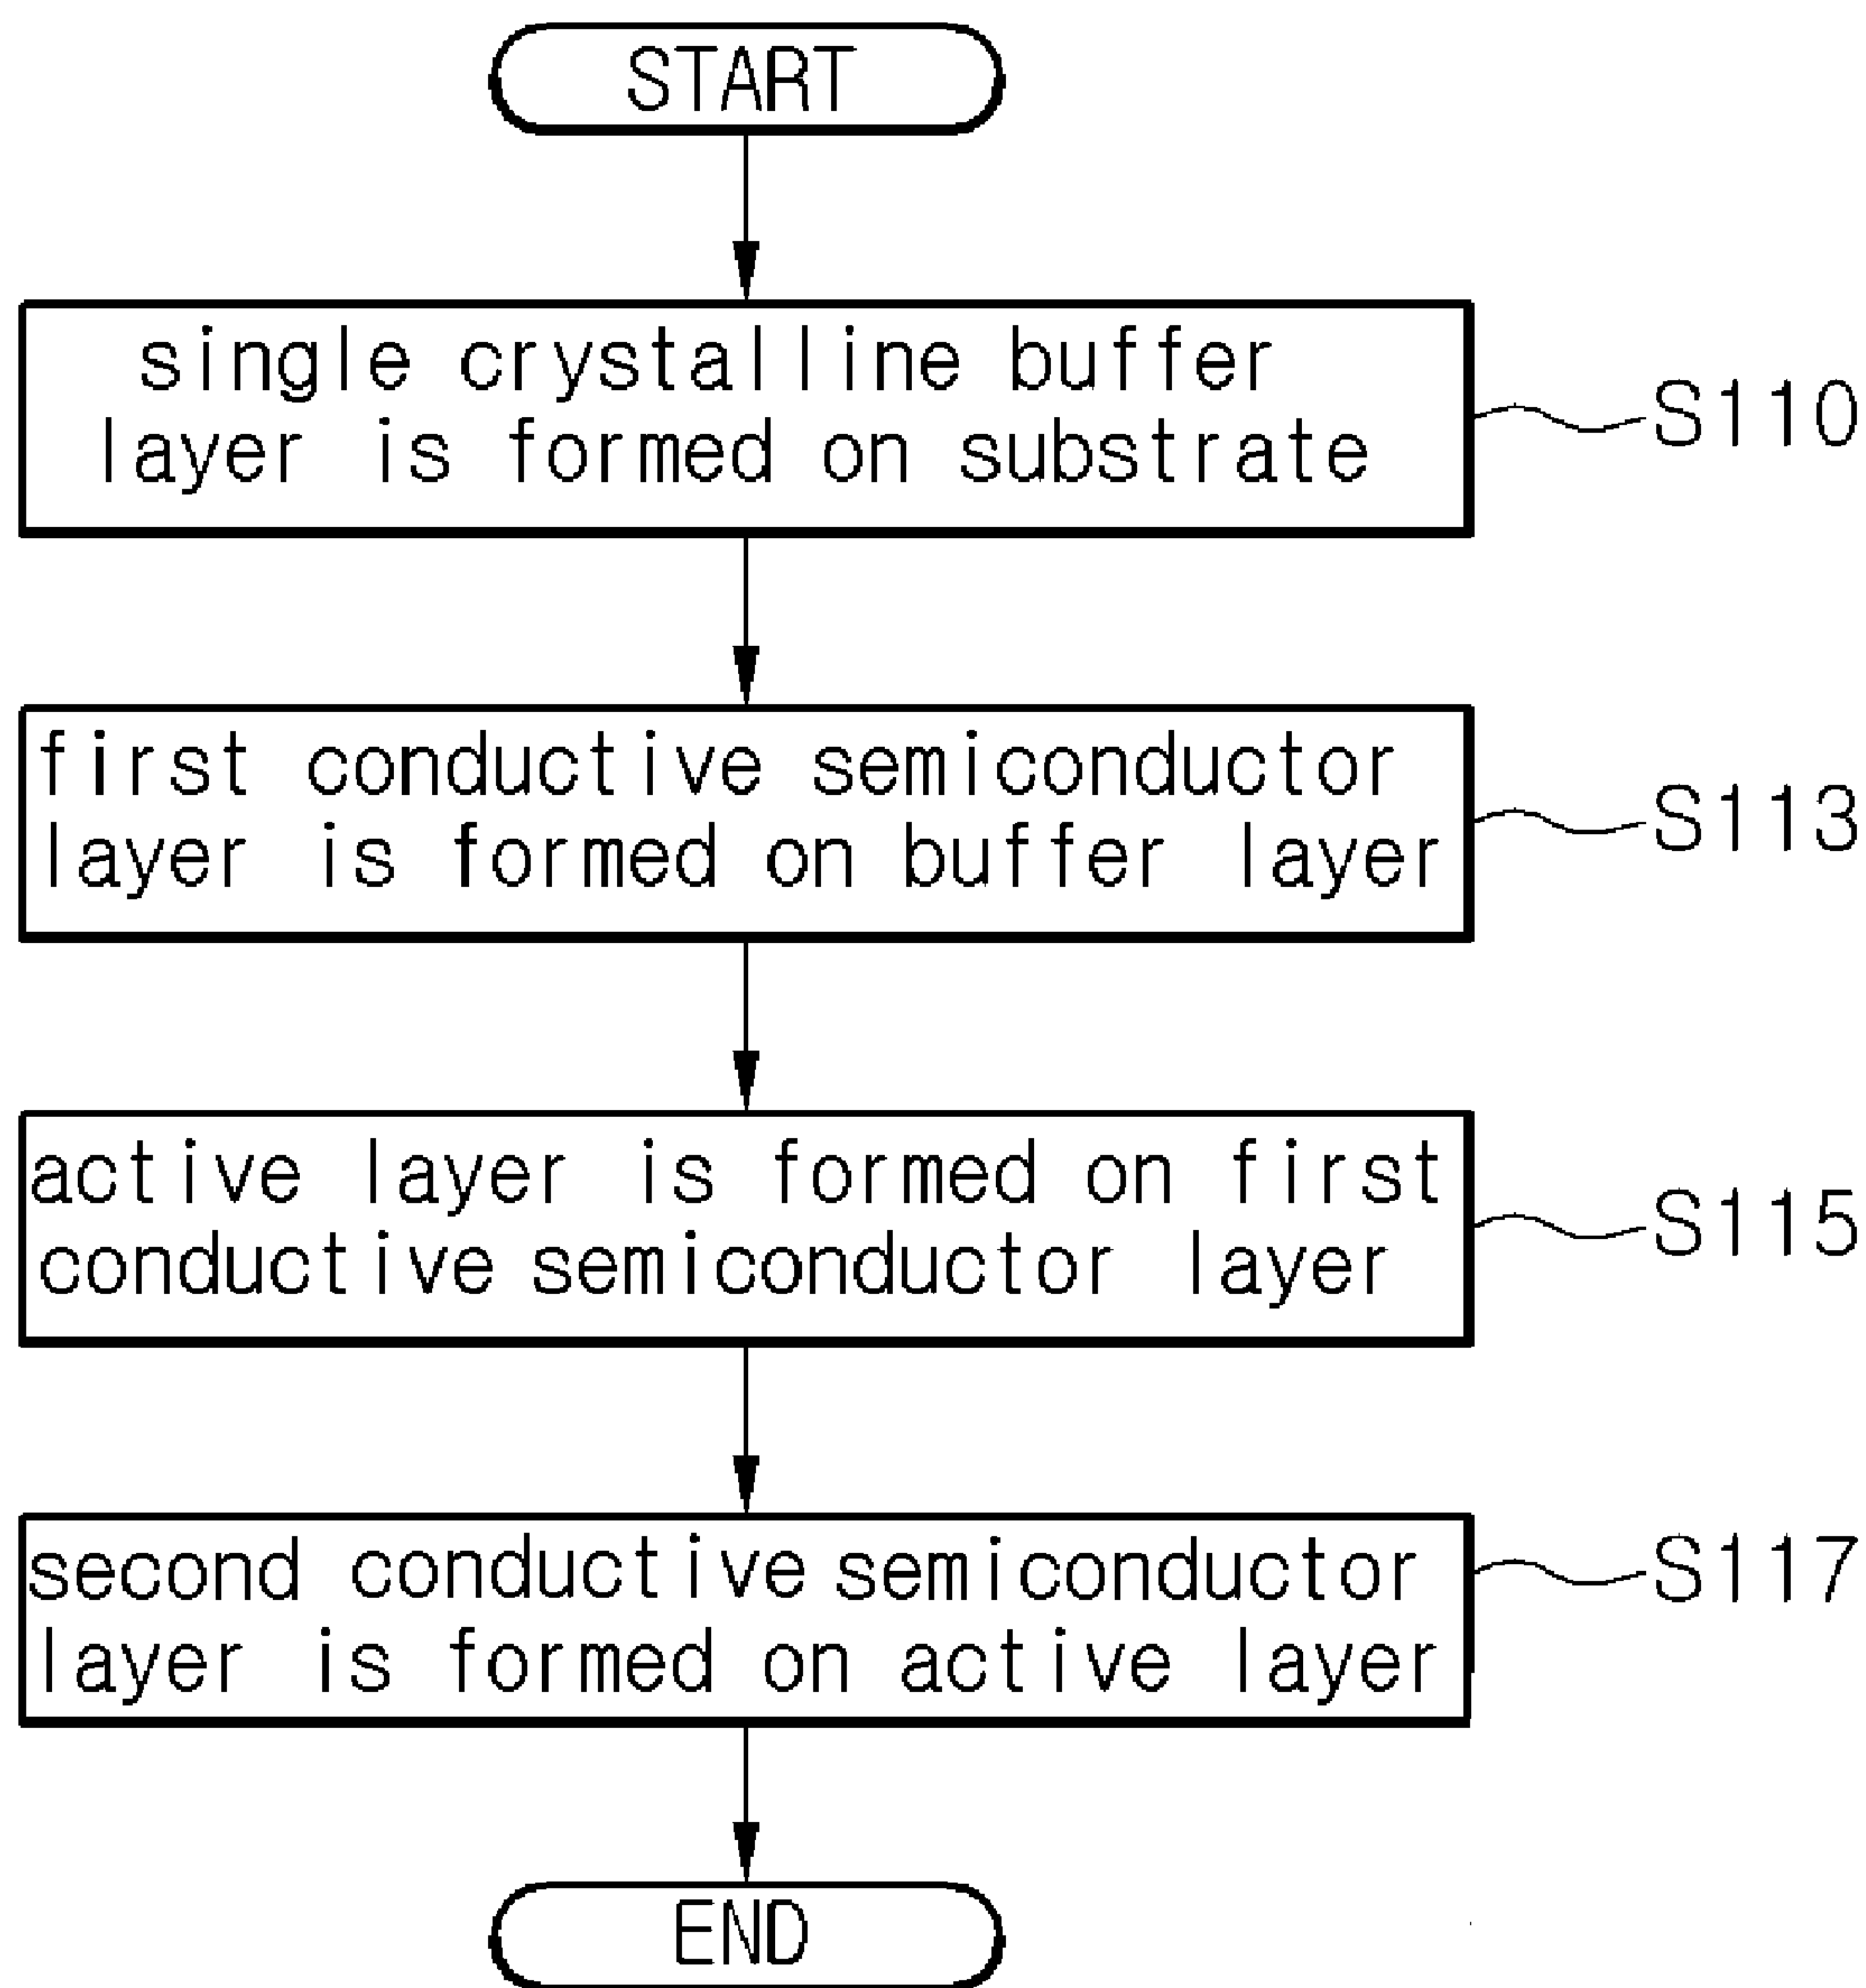 START
single crystalline buffer
layer is formed on substrate
S110
first conductive semiconductor
layer is formed on buffer layer
S113
active layer is formed on first
conductive semiconductor layer
S115
second conductive semiconductor
layer is formed on active layer
S117
END